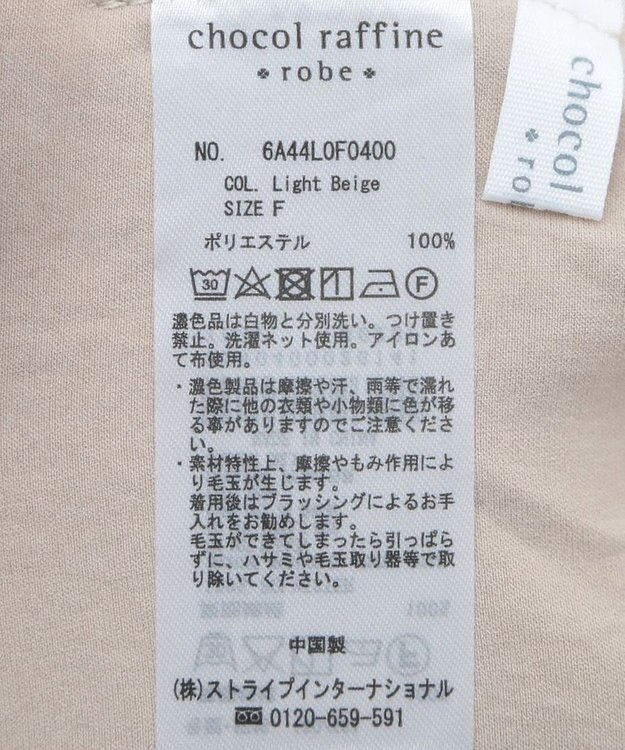 chocol raffine
robe
NO. 6A44L0F0400
COL. Light Beige
SIZE F
ポリエステル 100%
30 F
濃色品は白物と分別洗い。つけ置き
禁止。洗濯ネット使用。アイロンあ
て布使用。
・濃色製品は摩擦や汗、雨等で濡れ
た際に他の衣類や小物類に色が移
る事がありますのでご注意くださ
い。
・素材特性上、摩擦やもみ作用によ
り毛玉が生じます。
着用後はブラッシングによるお手
入れをお勧めします。
毛玉ができてしまったら引っぱら
ずに、ハサミや毛玉取り器等で取
り除いてください。
中国製
(株)ストライプインターナショナル
0120-659-591
chocol
rob